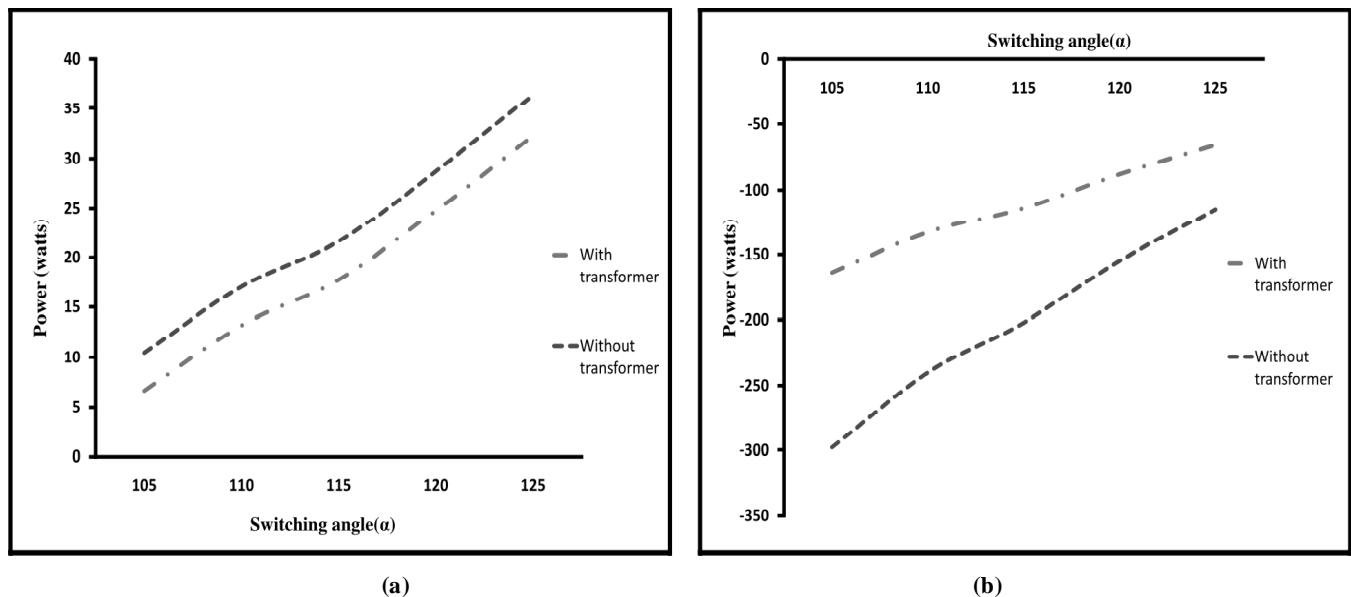 40
35
30
25
20
15
10
5
0
Power (watts)
105 110 115 120 125
Switching angle(α)
With
transformer
Without
transformer
(a)
Switching angle(α)
0
105 110 115 120 125
-50
-100
-150
-200
-250
-300
-350
Power (watts)
With
transformer
Without
transformer
(b)